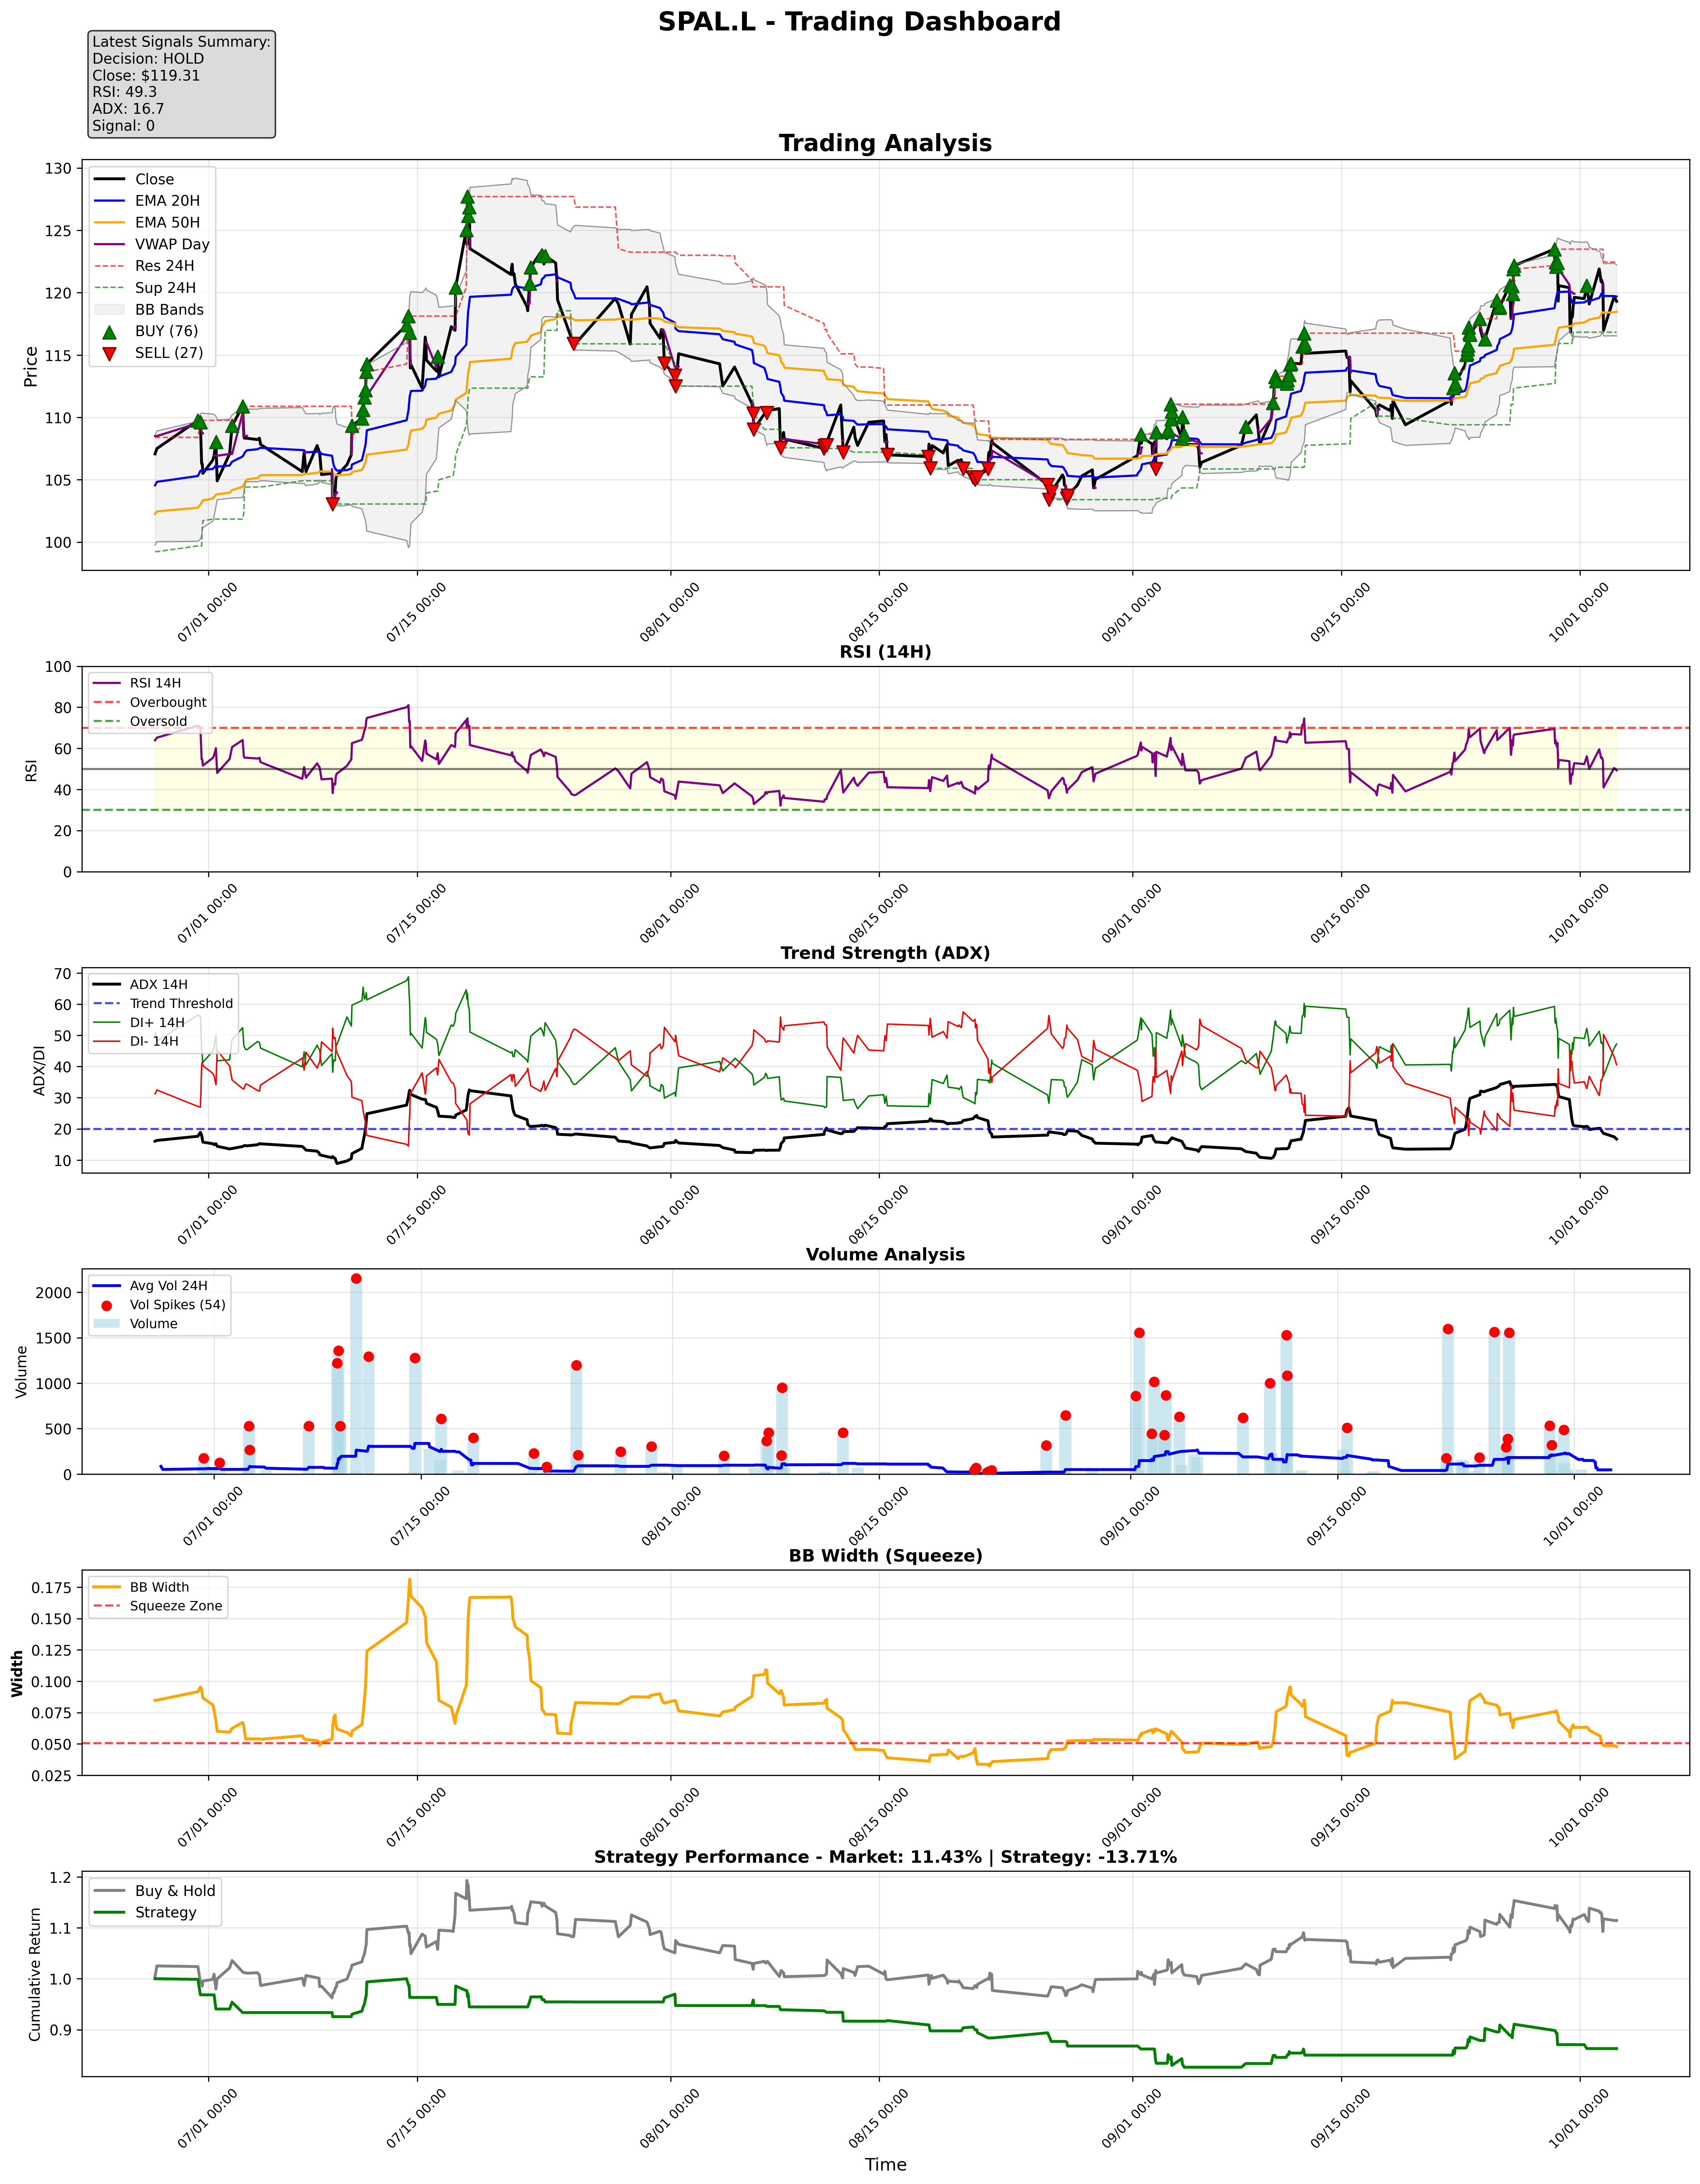 SPAL.L - Trading Dashboard
Latest Signals Summary:
Decision: HOLD
Close: $119.31
RSI: 49.3
ADX: 16.7
Signal: 0
Trading Analysis
Price
130
125
120
115
110
105
100
Close
EMA 20H
EMA 50H
VWAP Day
Res 24H
Sup 24H
BB Bands
BUY (76)
SELL (27)
07/01 00:00
07/15 00:00
08/01 00:00
08/15 00:00
09/01 00:00
09/15 00:00
10/01 00:00
RSI (14H)
RSI
100
80
60
40
20
0
RSI 14H
Overbought
Oversold
07/01 00:00
07/15 00:00
08/01 00:00
08/15 00:00
09/01 00:00
09/15 00:00
10/01 00:00
Trend Strength (ADX)
ADX/DI
70
60
50
40
30
20
10
ADX 14H
Trend Threshold
DI+ 14H
DI- 14H
07/01 00:00
07/15 00:00
08/01 00:00
08/15 00:00
09/01 00:00
09/15 00:00
10/01 00:00
Volume Analysis
Volume
2000
1500
1000
500
0
Avg Vol 24H
Vol Spikes (54)
Volume
07/01 00:00
07/15 00:00
08/01 00:00
08/15 00:00
09/01 00:00
09/15 00:00
10/01 00:00
BB Width (Squeeze)
Width
0.175
0.150
0.125
0.100
0.075
0.050
0.025
BB Width
Squeeze Zone
07/01 00:00
07/15 00:00
08/01 00:00
08/15 00:00
09/01 00:00
09/15 00:00
10/01 00:00
Strategy Performance - Market: 11.43% | Strategy: -13.71%
Cumulative Return
1.2
1.1
1.0
0.9
Buy & Hold
Strategy
07/01 00:00
07/15 00:00
08/01 00:00
08/15 00:00
09/01 00:00
09/15 00:00
10/01 00:00
Time